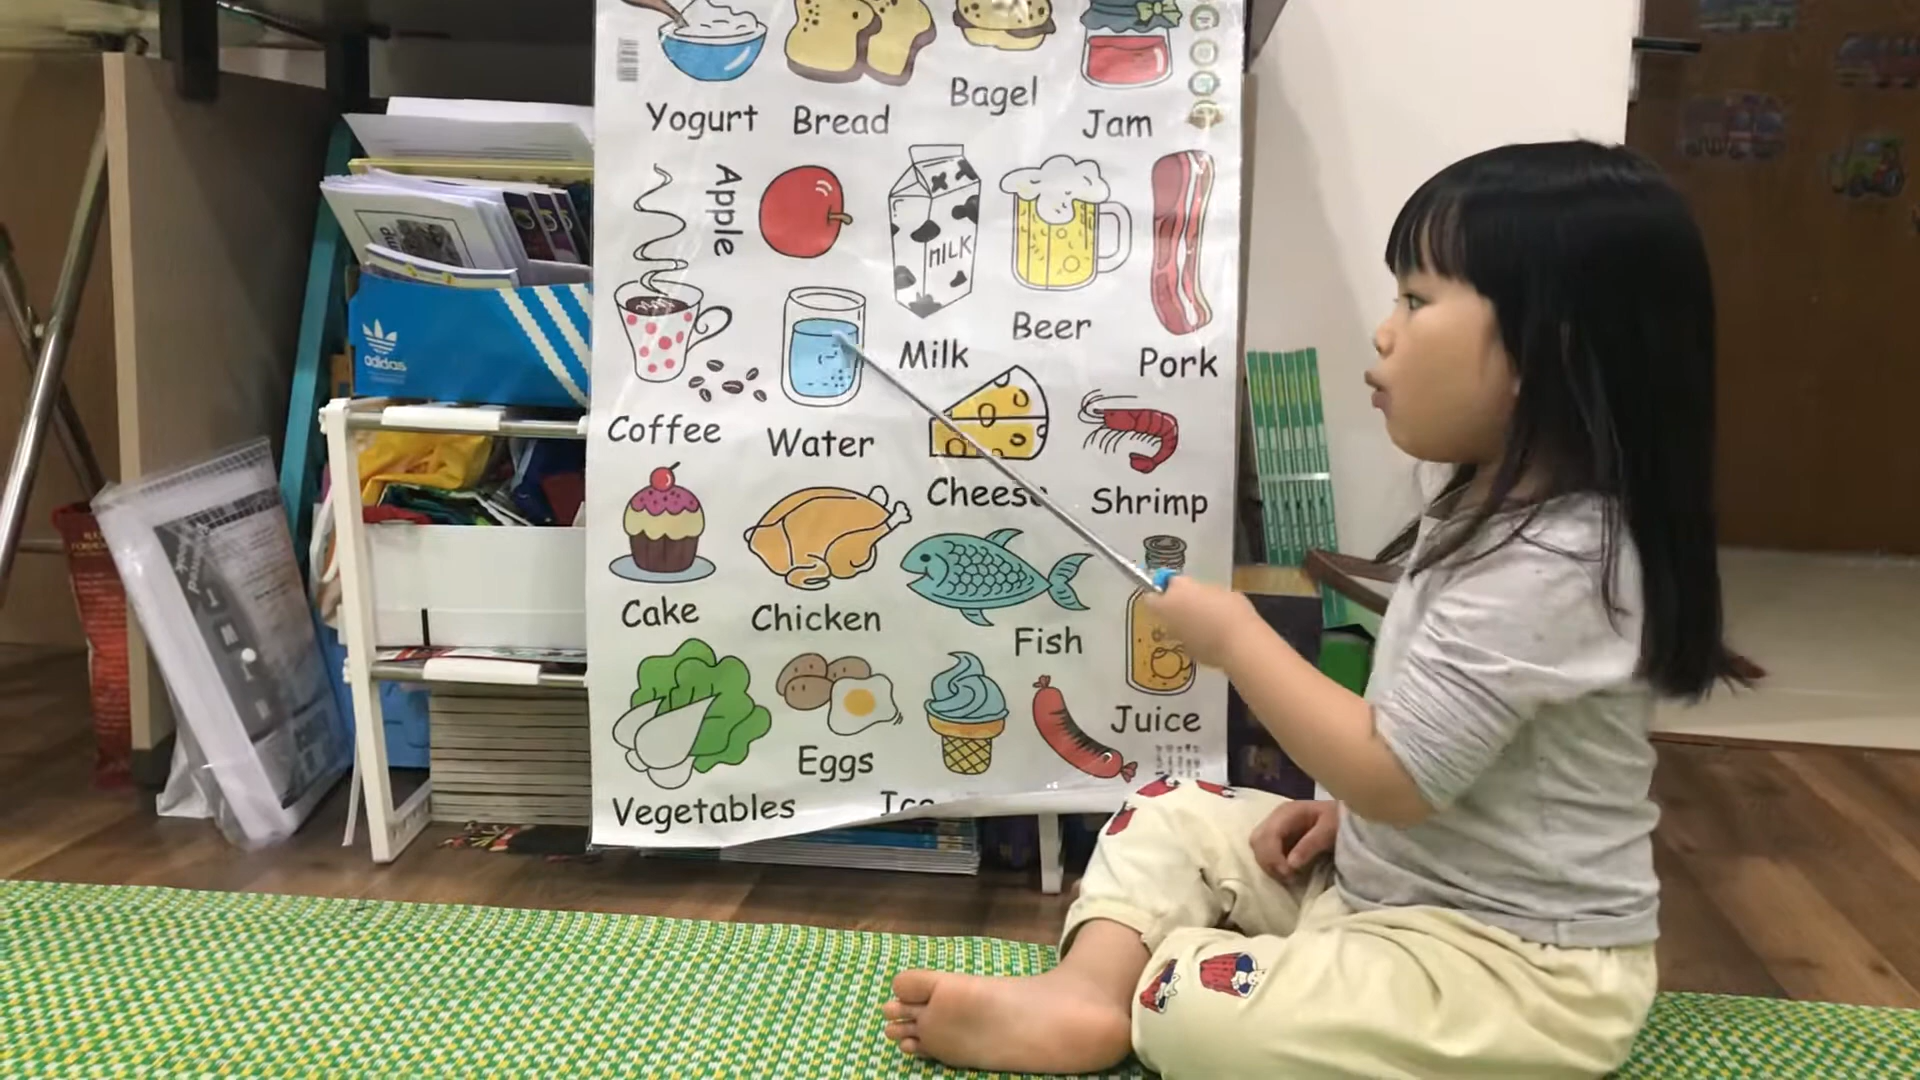 Yogurt
Bread
Bagel
Jam
Apple
MILK
Milk
Beer
Pork
Coffee
Water
Cheese
Shrimp
Cake
Chicken
Fish
Juice
Eggs
Vegetables
Ice
adidas